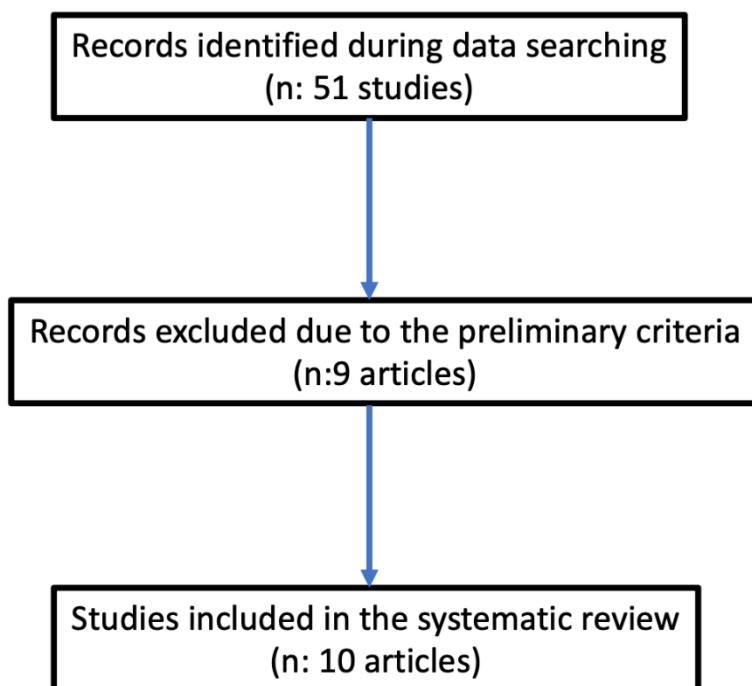 Records identified during data searching
(n: 51 studies)
Records excluded due to the preliminary criteria
(n:9 articles)
Studies included in the systematic review
(n: 10 articles)